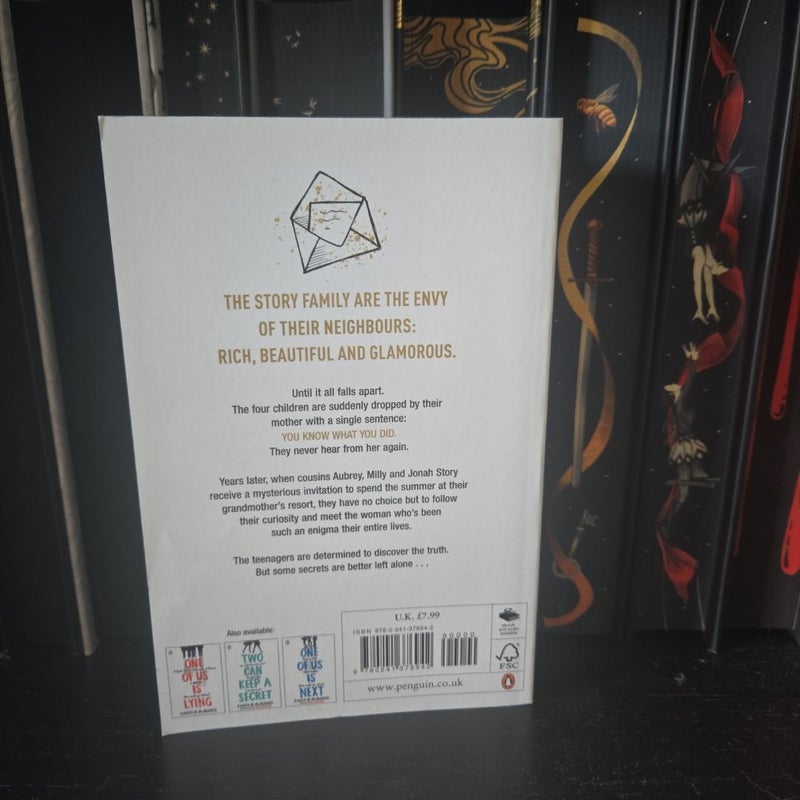 THE STORY FAMILY ARE THE ENVY
OF THEIR NEIGHBOURS:
RICH, BEAUTIFUL AND GLAMOROUS.
Until it all falls apart.
The four children are suddenly dropped by their
mother with a single sentence:
YOU KNOW WHAT YOU DID.
They never hear from her again.
Years later, when cousins Aubrey, Milly and Jonah Story
receive a mysterious invitation to spend the summer at their
grandmother's resort, they have no choice but to follow
their curiosity and meet the woman who's been
such an enigma their entire lives.
The teenagers are determined to discover the truth.
But some secrets are better left alone . . .
Also available:
ONE
OF US
IS
LYING
TWO
CAN
KEEP A
SECRET
ONE
OF US
IS
NEXT
U.K. £7.99
90000
www.penguin.co.uk
FSC